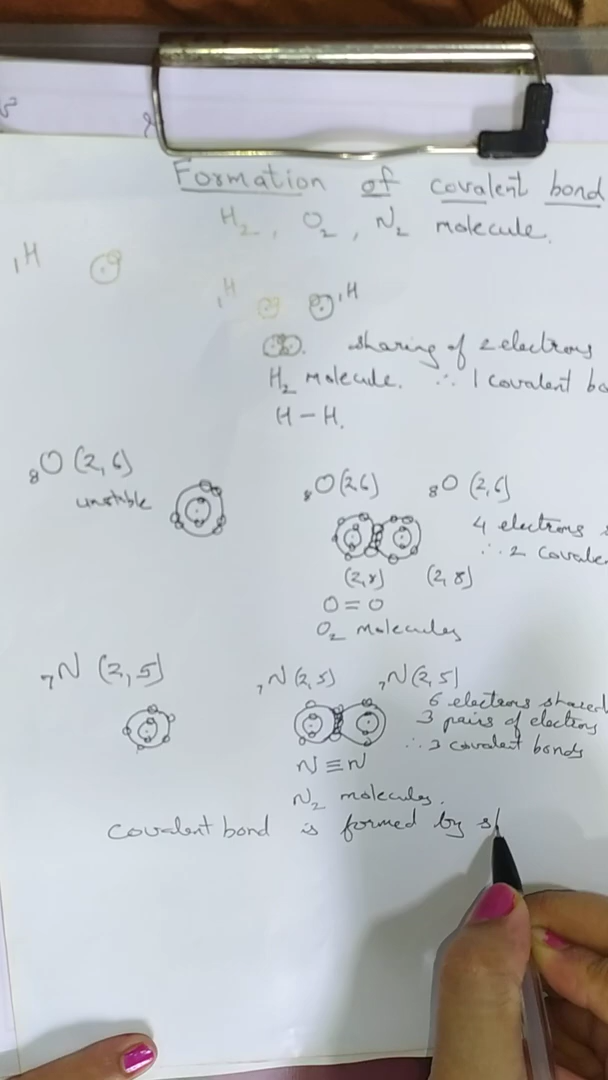 Formation of covalent bond
H₂, O₂, N₂ molecule.
₁H
₁H ₁H
sharing of 2 electrons
H₂ Molecule. ∴ 1 covalent bo
H – H.
₈O (2,6)
unstable
₈O (2,6) ₈O (2,6)
4 electrons s
∴ 2 covale
(2,8) (2,8)
O = O
O₂ molecules
₇N (2,5)
₇N (2,5) ₇N (2,5)
6 electrons shared
3 pairs of electrons
∴ 3 covalent bonds
N ≡ N
N₂ molecules.
Covalent bond is formed by sh